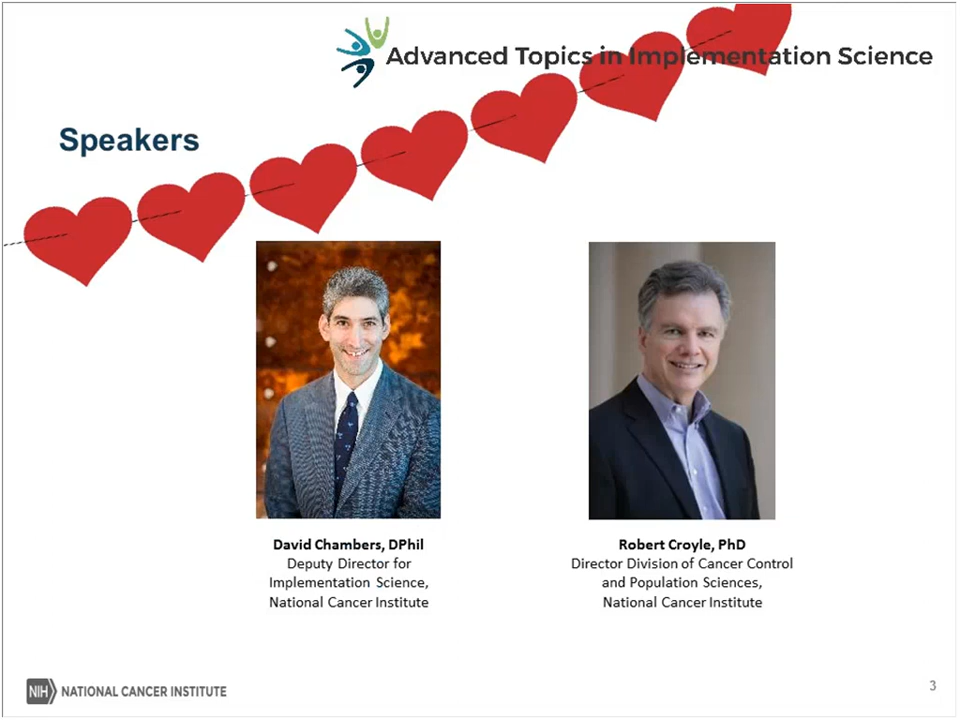 Advanced Topics in Implementation Science
Speakers
David Chambers, DPhil
Deputy Director for
Implementation Science,
National Cancer Institute
Robert Croyle, PhD
Director Division of Cancer Control
and Population Sciences,
National Cancer Institute
NIH NATIONAL CANCER INSTITUTE
3